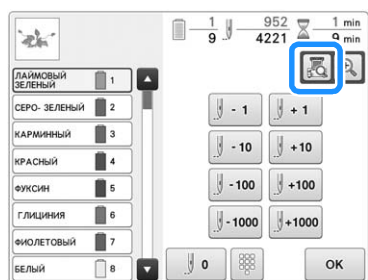 1 952 1 min
9 4221 9 min
ЛАЙМОВЫЙ
ЗЕЛЕНЫЙ 1
СЕРО- ЗЕЛЕНЫЙ 2
КАРМИННЫЙ 3
КРАСНЫЙ 4
ФУКСИН 5
ГЛИЦИНИЯ 6
ФИОЛЕТОВЫЙ 7
БЕЛЫЙ 8
- 1 + 1
- 10 +10
- 100 +100
- 1000 +1000
0 OK